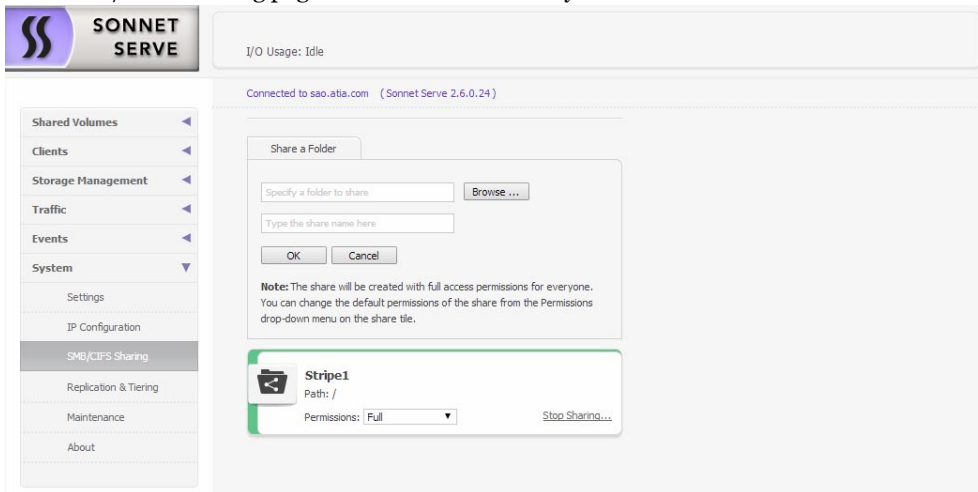 SONNET
SERVE
I/O Usage: Idle
Connected to sao.atia.com (Sonnet Serve 2.6.0.24)
Shared Volumes
Clients
Storage Management
Traffic
Events
System
Settings
IP Configuration
SMB/CIFS Sharing
Replication & Tiering
Maintenance
About
Share a Folder
Specify a folder to share
Browse ...
Type the share name here
OK
Cancel
Note: The share will be created with full access permissions for everyone.
You can change the default permissions of the share from the Permissions
drop-down menu on the share tile.
Stripe1
Path: /
Permissions: Full
Stop Sharing...